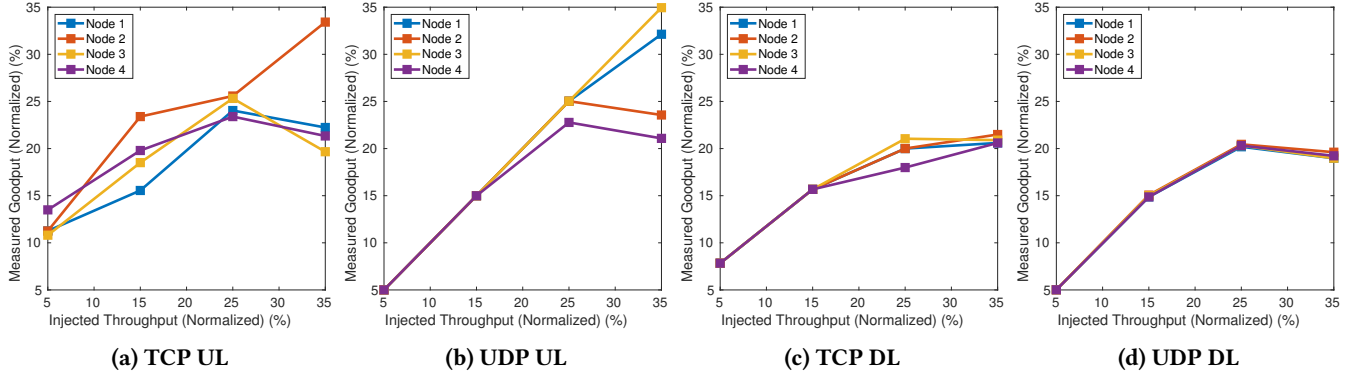 Measured Goodput (Normalized) (%)
35
30
25
20
15
10
5
Node 1
Node 2
Node 3
Node 4
5 10 15 20 25 30 35
Injected Throughput (Normalized) (%)
(a) TCP UL
Measured Goodput (Normalized) (%)
35
30
25
20
15
10
5
Node 1
Node 2
Node 3
Node 4
5 10 15 20 25 30 35
Injected Throughput (Normalized) (%)
(b) UDP UL
Measured Goodput (Normalized) (%)
35
30
25
20
15
10
5
Node 1
Node 2
Node 3
Node 4
5 10 15 20 25 30 35
Injected Throughput (Normalized) (%)
(c) TCP DL
Measured Goodput (Normalized) (%)
35
30
25
20
15
10
5
Node 1
Node 2
Node 3
Node 4
5 10 15 20 25 30 35
Injected Throughput (Normalized) (%)
(d) UDP DL